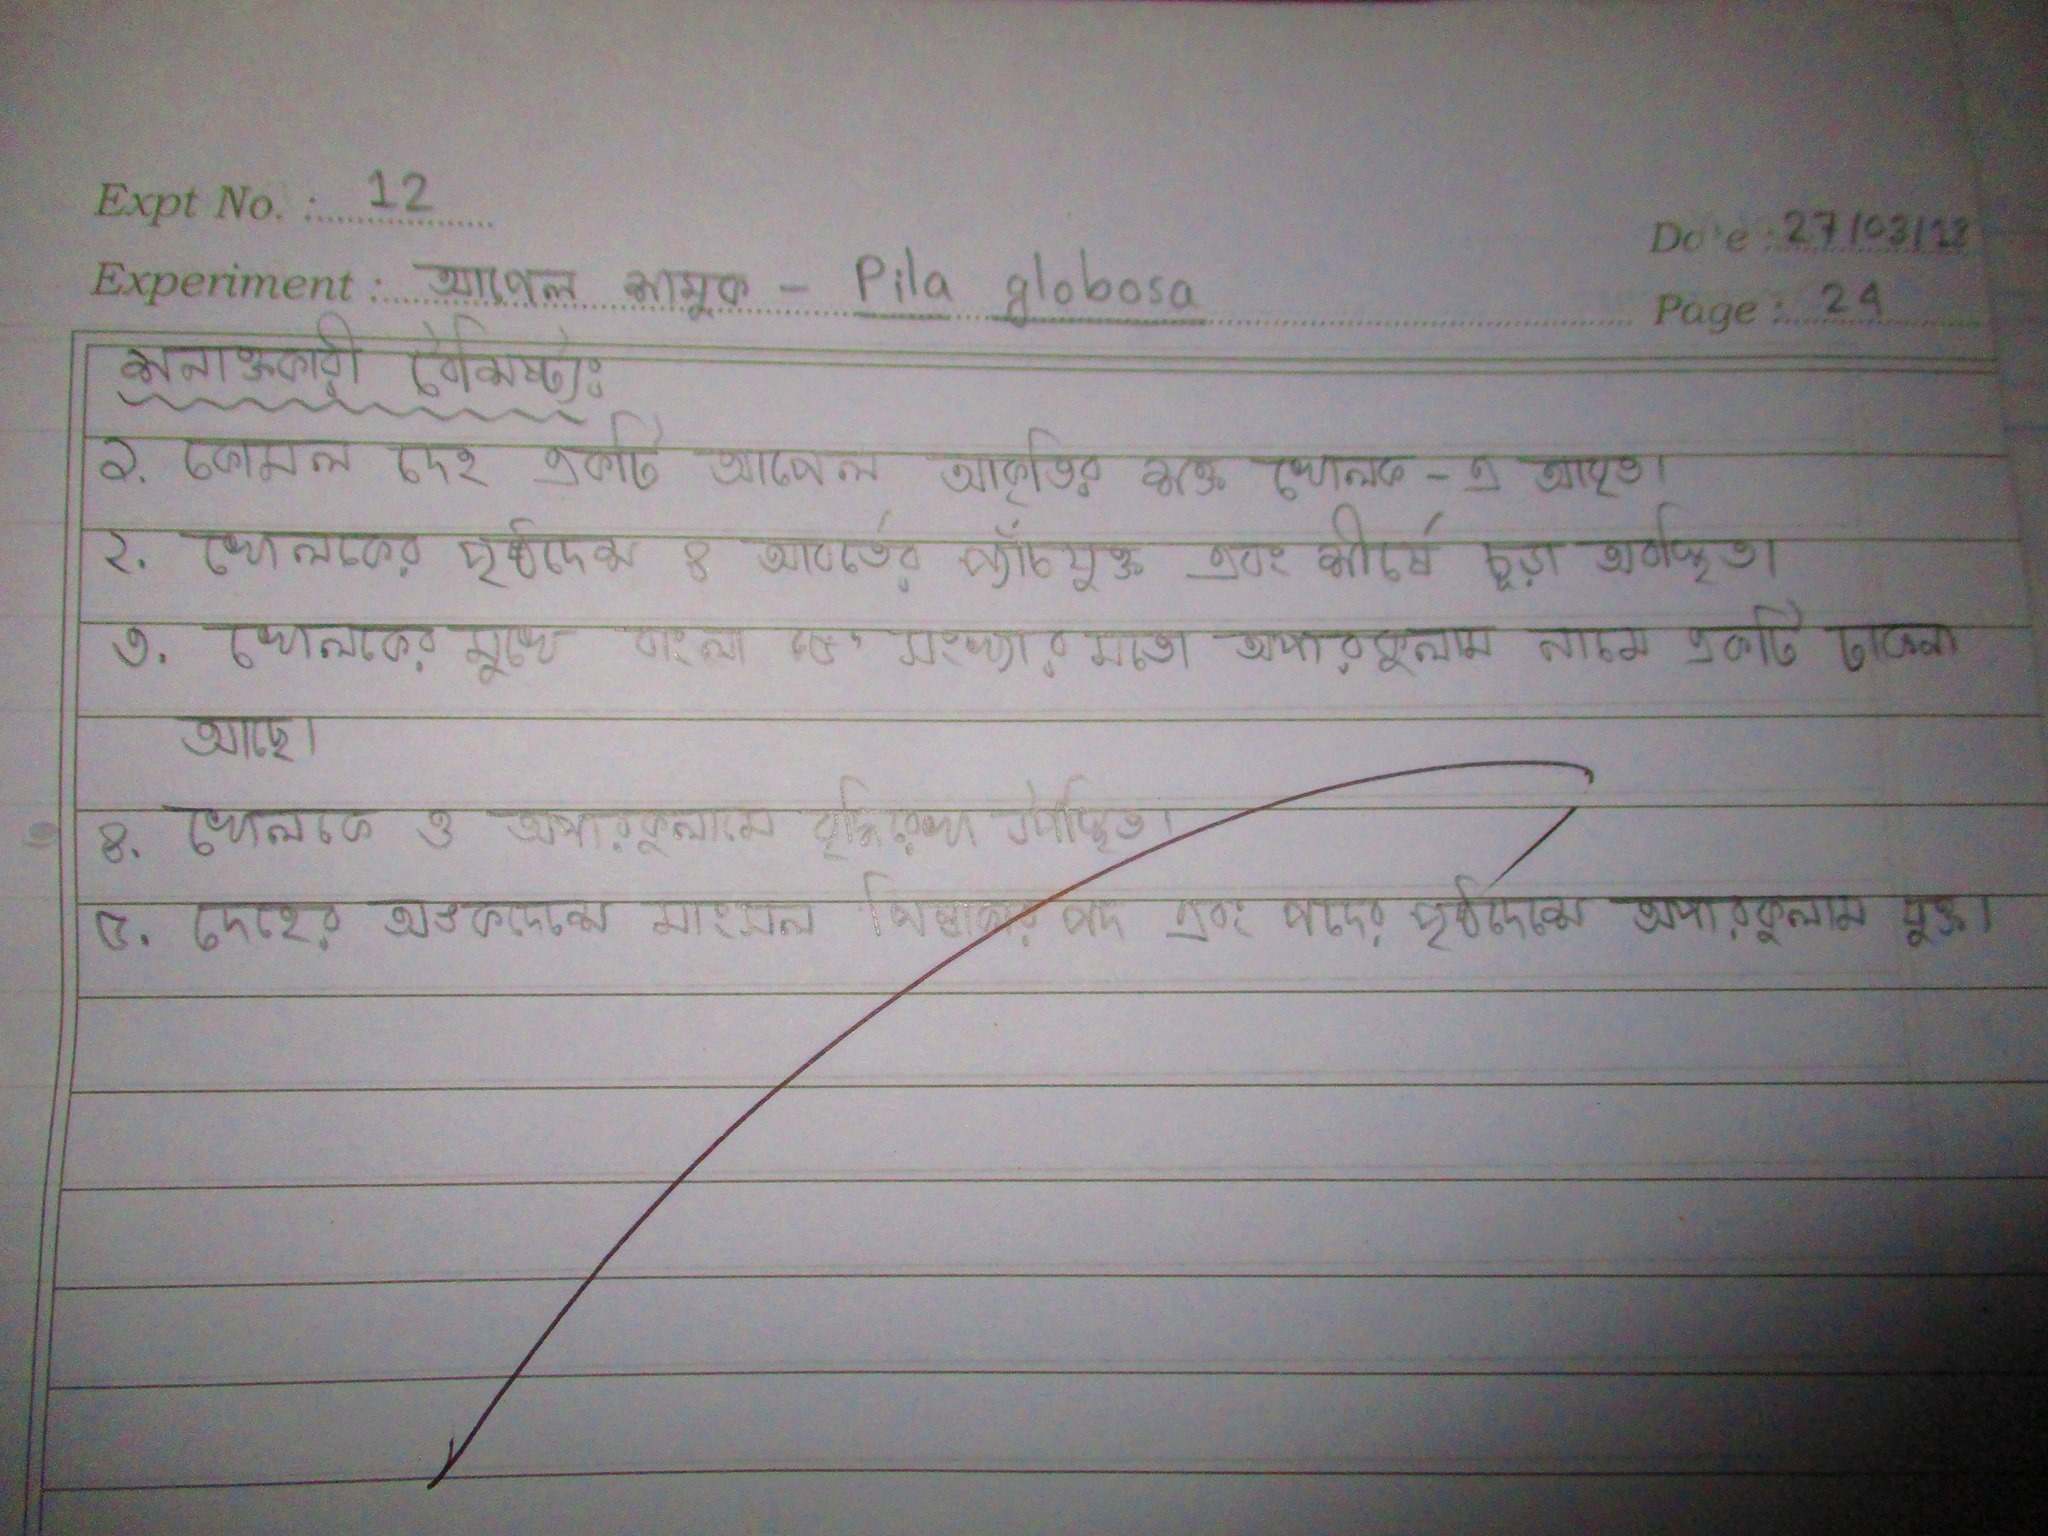 Expt No. : 12
Date : 27/03/23
Experiment : আপেল শামুক - Pila globosa
Page : 24
শনাক্তকারী বৈশিষ্ট্যঃ
১. কোমল দেহ একটি আপেল আকৃতির শক্ত খোলক-এ আবৃত।
২. খোলকের পৃষ্ঠদেশ ৪ আবর্তের প্যাঁচযুক্ত এবং শীর্ষে চূড়া অবস্থিত।
৩. খোলকের মুখে বাংলা '৫' সংখ্যার মতো অপারকুলাম নামে একটি ঢাকনা
আছে।
৪. খোলকে ও অপারকুলামে বৃদ্ধিরেখা উপস্থিত।
৫. দেহের অঙ্কদেশে মাংসল পিণ্ডাকার পদ এবং পদের পৃষ্ঠদেশে অপারকুলাম যুক্ত।